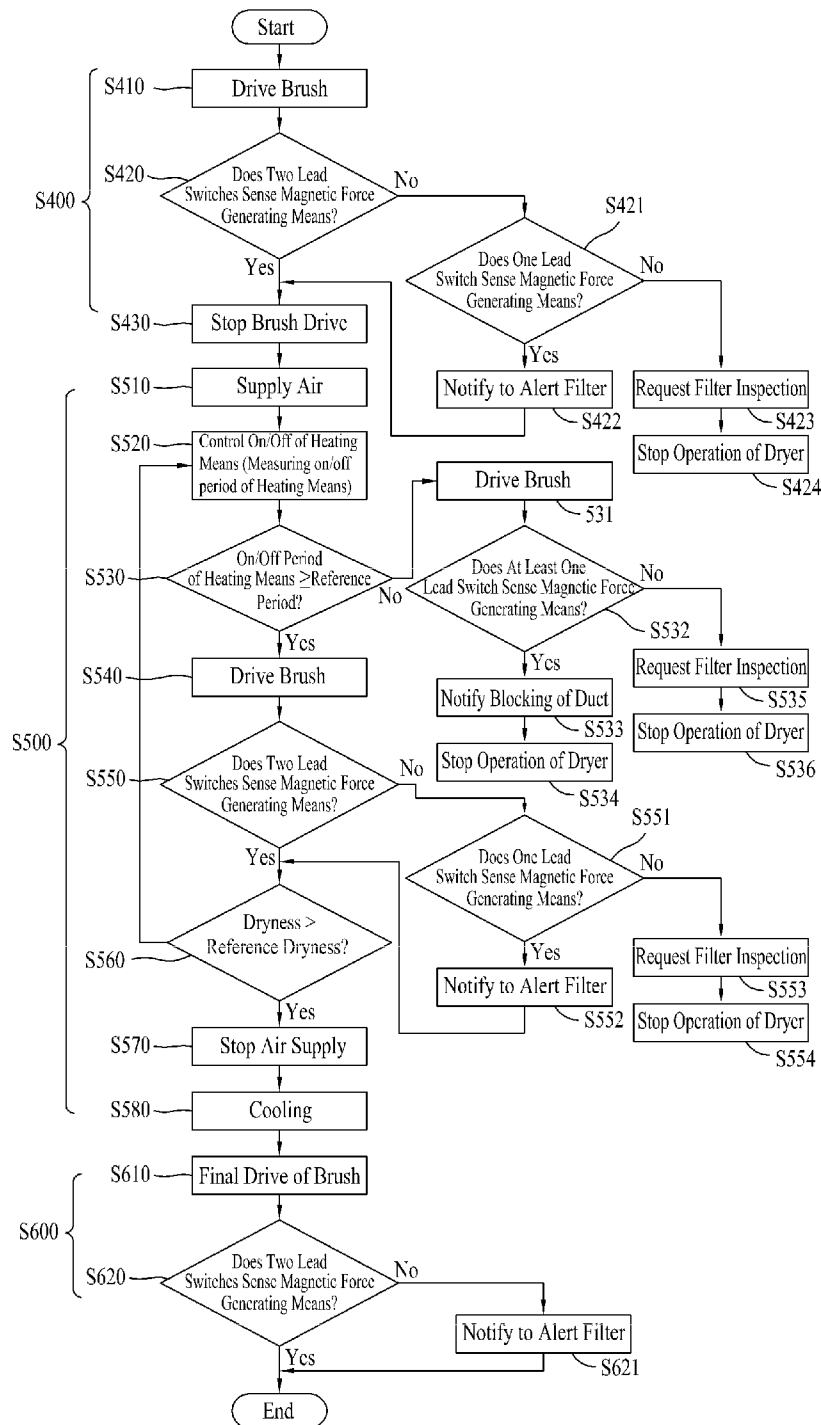 Start
S410
Drive Brush
S420
Does Two Lead
Switches Sense Magnetic Force
Generating Means?
No
S400
S421
Does One Lead
Switch Sense Magnetic Force
Generating Means?
No
Yes
Yes
S430
Stop Brush Drive
S510
Supply Air
Notify to Alert Filter
S422
Request Filter Inspection
S423
S520
Control On/Off of Heating
Means (Measuring on/off
period of Heating Means)
Stop Operation of Dryer
S424
Drive Brush
531
S530
On/Off Period
of Heating Means ≥Reference
Period?
No
Does At Least One
Lead Switch Sense Magnetic Force
Generating Means?
No
S532
Yes
Yes
S540
Drive Brush
Notify Blocking of Duct
S533
Request Filter Inspection
S535
S500
Stop Operation of Dryer
S534
Stop Operation of Dryer
S536
S550
Does Two Lead
Switches Sense Magnetic Force
Generating Means?
No
S551
Does One Lead
Switch Sense Magnetic Force
Generating Means?
No
Yes
Yes
S560
Dryness >
Reference Dryness?
Notify to Alert Filter
S552
Request Filter Inspection
S553
Yes
S570
Stop Air Supply
Stop Operation of Dryer
S554
S580
Cooling
S610
Final Drive of Brush
S600
S620
Does Two Lead
Switches Sense Magnetic Force
Generating Means?
No
Notify to Alert Filter
S621
Yes
End